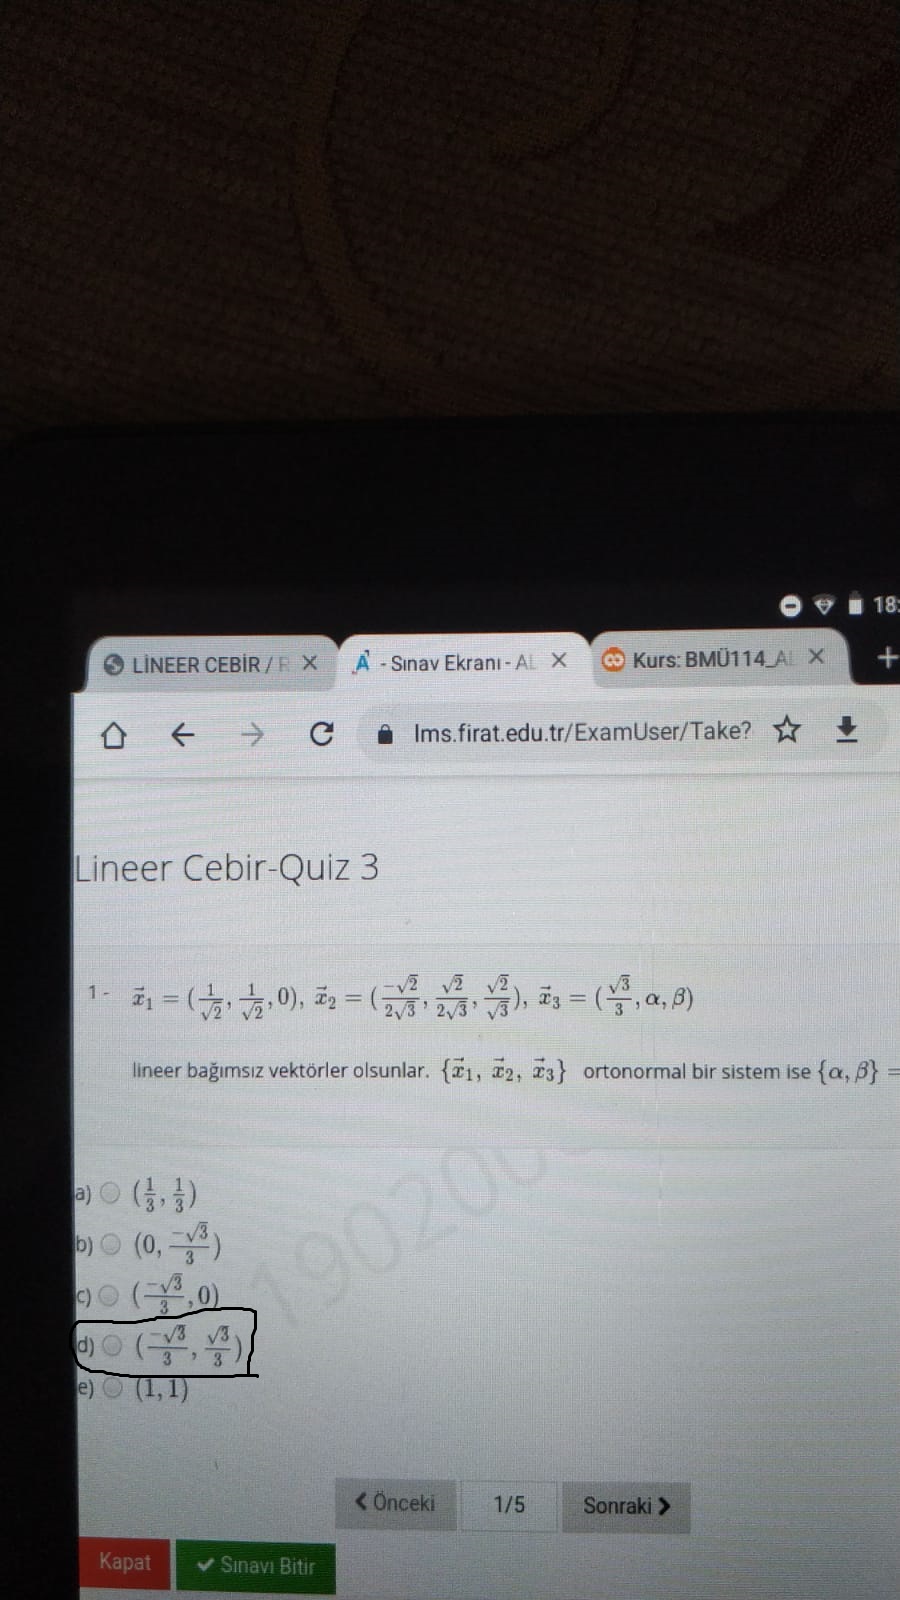 18:
LİNEER CEBİR / R
- Sınav Ekranı - AL
Kurs: BMÜ114_AL
lms.firat.edu.tr/ExamUser/Take?
Lineer Cebir-Quiz 3
1- x⃗₁ = (1/√2, 1/√2, 0), x⃗₂ = (-√2/2√3, √2/2√3, √2/√3), x⃗₃ = (√3/3, α, β)
lineer bağımsız vektörler olsunlar. {x⃗₁, x⃗₂, x⃗₃} ortonormal bir sistem ise {α, β} =
a) (1/3, 1/3)
b) (0, -√3/3)
c) (-√3/3, 0)
d) (-√3/3, √3/3)
e) (1, 1)
190200
Önceki 1/5 Sonraki
Kapat Sınavı Bitir